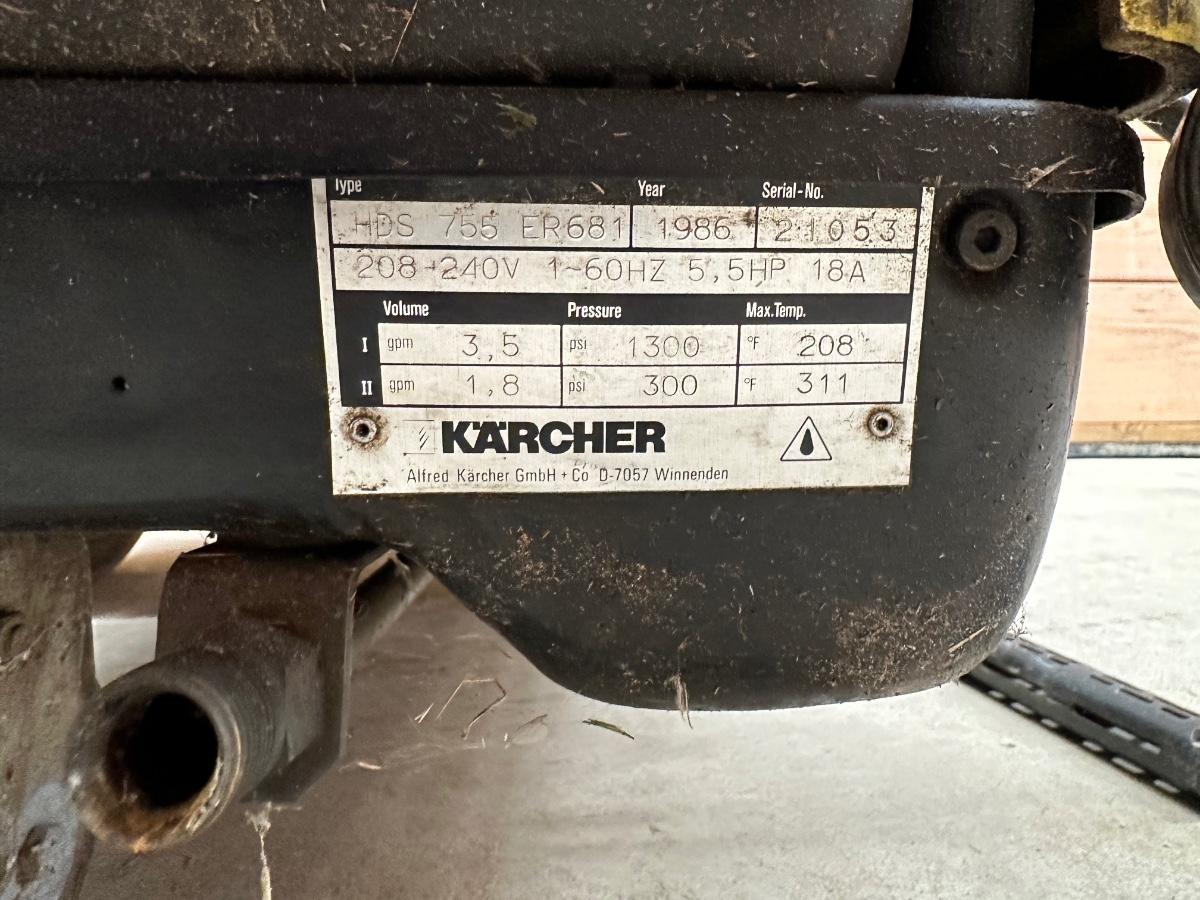 Type Year Serial-No.
HDS 755 ER681 1986 21053
208-240V 1~60HZ 5,5HP 18A
Volume Pressure Max.Temp.
I gpm 3,5 psi 1300 °F 208
II gpm 1,8 psi 300 °F 311
KÄRCHER
Alfred Kärcher GmbH + Co D-7057 Winnenden